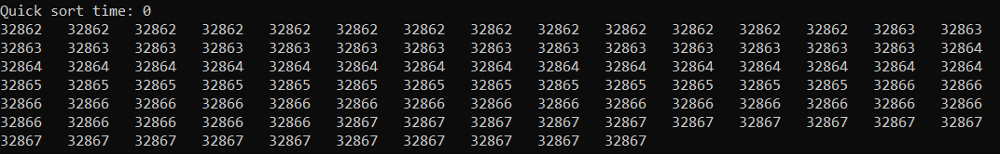 Quick sort time: 0
32862 32862 32862 32862 32862 32862 32862 32862 32862 32862 32862 32862 32862 32863 32863
32863 32863 32863 32863 32863 32863 32863 32863 32863 32863 32863 32863 32863 32863 32864
32864 32864 32864 32864 32864 32864 32864 32864 32864 32864 32864 32864 32864 32864 32864
32865 32865 32865 32865 32865 32865 32865 32865 32865 32865 32865 32865 32865 32866 32866
32866 32866 32866 32866 32866 32866 32866 32866 32866 32866 32866 32866 32866 32866 32866
32866 32866 32866 32866 32866 32867 32867 32867 32867 32867 32867 32867 32867 32867 32867
32867 32867 32867 32867 32867 32867 32867 32867 32867 32867